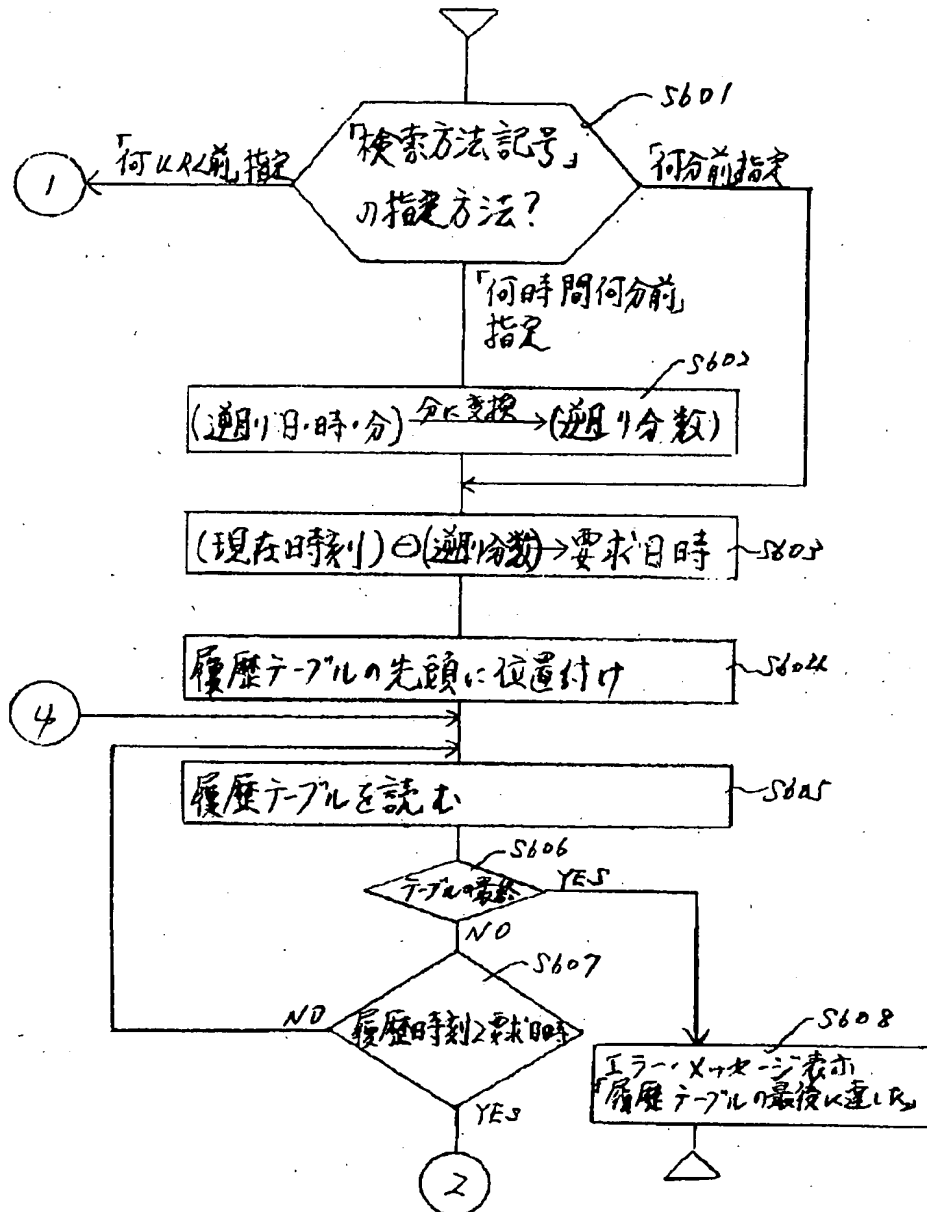 S601
「検索方法記号」
の指定方法?
「何レベル前」指定
「何分前」指定
1
「何時間何分前」
指定
S602
(遡り日・時・分) 分に変換 (遡り分数)
(現在時刻)⊖(遡り分数)→要求日時
S603
履歴テーブルの先頭に位置付け
S604
4
履歴テーブルを読む
S605
S606
テーブルの最終
YES
NO
S607
NO
履歴時刻≥要求日時
YES
S608
エラー・メッセージ表示
「履歴テーブルの最後に達した」
2